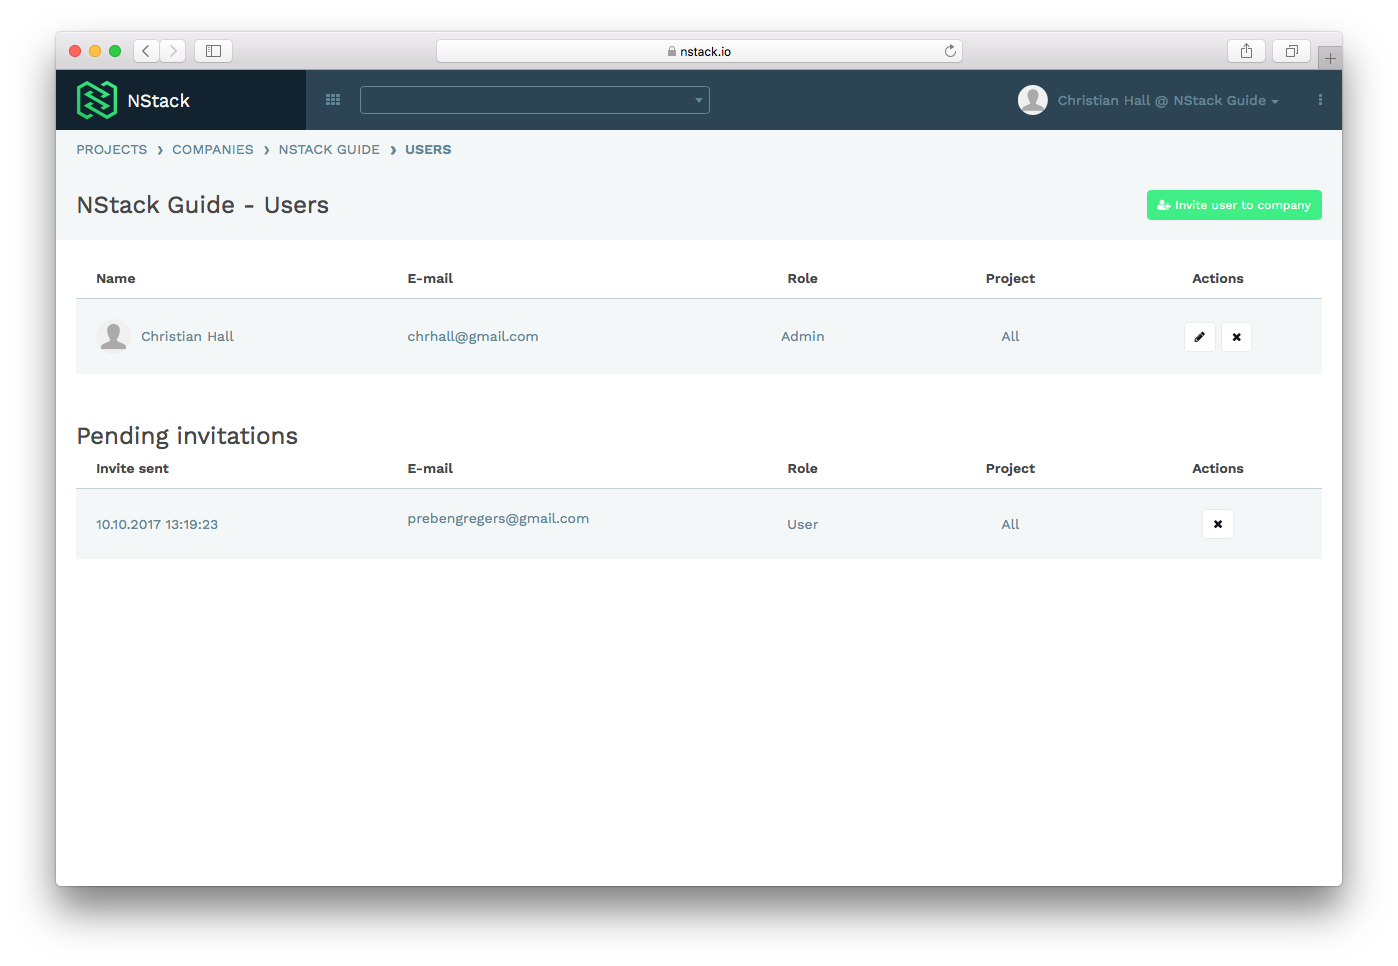 nstack.io
NStack
Christian Hall @ NStack Guide
PROJECTS › COMPANIES › NSTACK GUIDE › USERS
NStack Guide - Users
Invite user to company
Name E-mail Role Project Actions
Christian Hall chrhall@gmail.com Admin All
Pending invitations
Invite sent E-mail Role Project Actions
10.10.2017 13:19:23 prebengregers@gmail.com User All